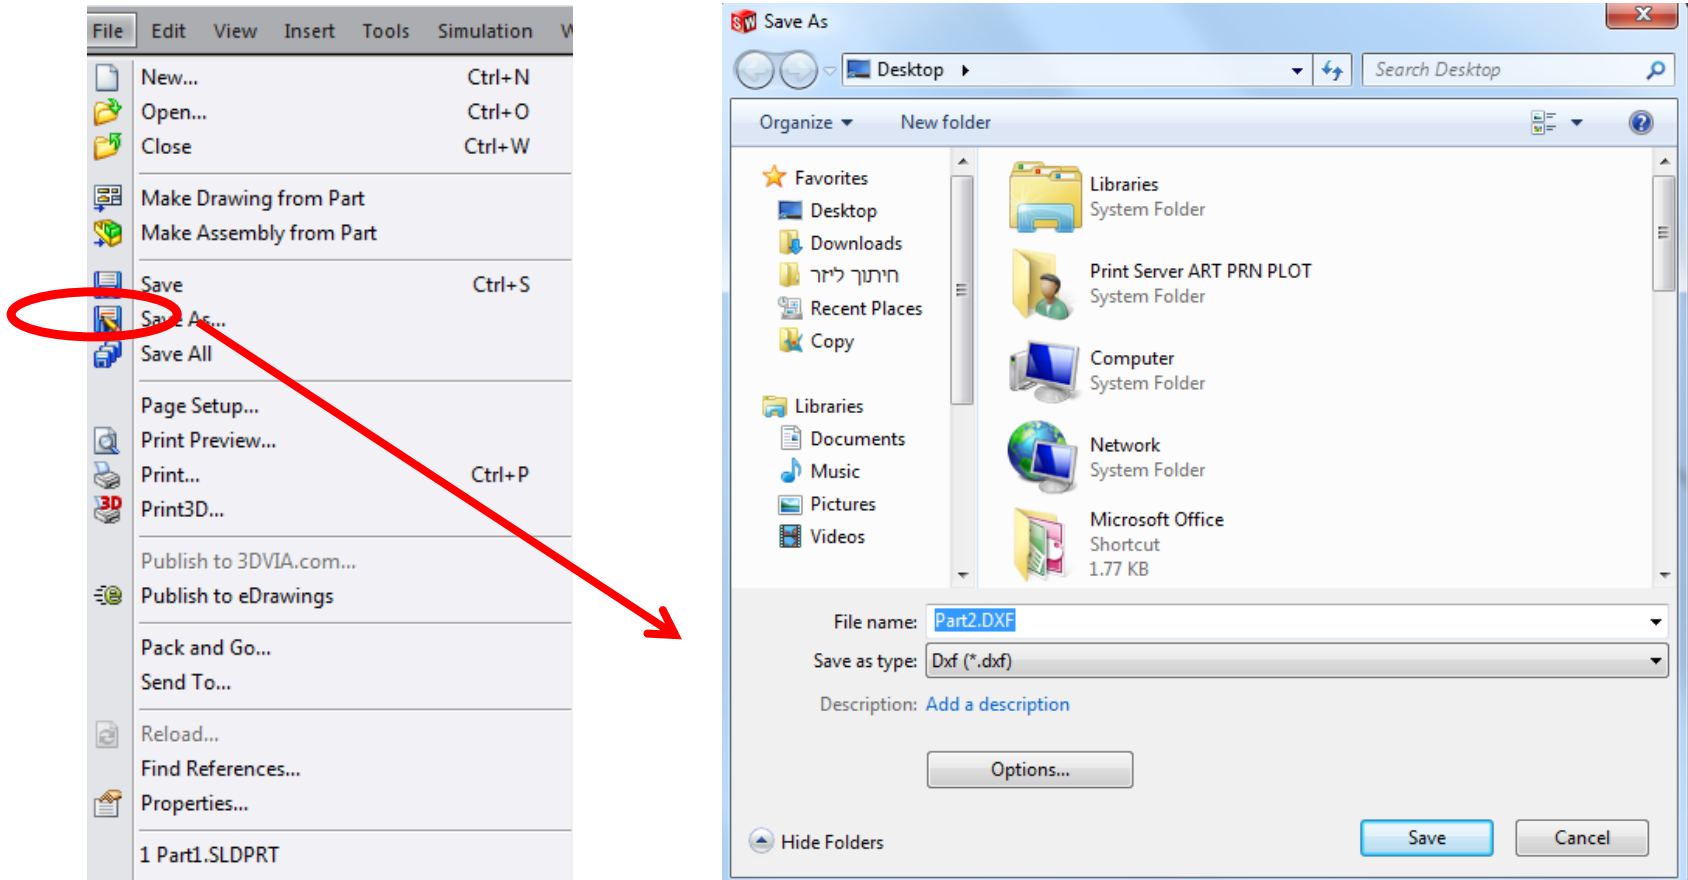 File Edit View Insert Tools Simulation
New... Ctrl+N
Open... Ctrl+O
Close Ctrl+W
Make Drawing from Part
Make Assembly from Part
Save Ctrl+S
Save As...
Save All
Page Setup...
Print Preview...
Print... Ctrl+P
3D Print3D...
Publish to 3DVIA.com...
Publish to eDrawings
Pack and Go...
Send To...
Reload...
Find References...
Properties...
1 Part1.SLDPRT
SW Save As
Desktop
Search Desktop
Organize New folder
Favorites
Desktop
Downloads
חיתוך ליזר
Recent Places
Copy
Libraries
Documents
Music
Pictures
Videos
Libraries
System Folder
Print Server ART PRN PLOT
System Folder
Computer
System Folder
Network
System Folder
Microsoft Office
Shortcut
1.77 KB
File name: Part2.DXF
Save as type: Dxf (*.dxf)
Description: Add a description
Options...
Hide Folders Save Cancel